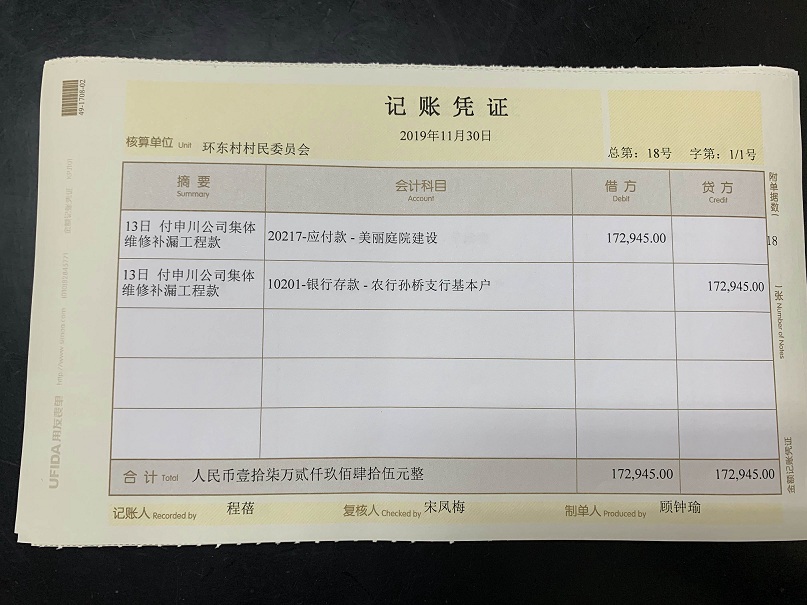 49-1708-02
记 账 凭 证
2019年11月30日
核算单位 Unit 环东村村民委员会
总第：18号 字第：1/1号
摘 要 会计科目 借 方 贷 方
Summary Account Debit Credit
13日 付申川公司集体 20217-应付款 - 美丽庭院建设 172,945.00
维修补漏工程款
13日 付申川公司集体 10201-银行存款 - 农行孙桥支行基本户 172,945.00
维修补漏工程款
合 计 Total 人民币壹拾柒万贰仟玖佰肆拾伍元整 172,945.00 172,945.00
记账人 Recorded by 程蓓 复核人 Checked by 宋凤梅 制单人 Produced by 顾钟瑜
附单据数(
18
)张
Number of Notes
金额记账凭证
UFIDA 用友表单